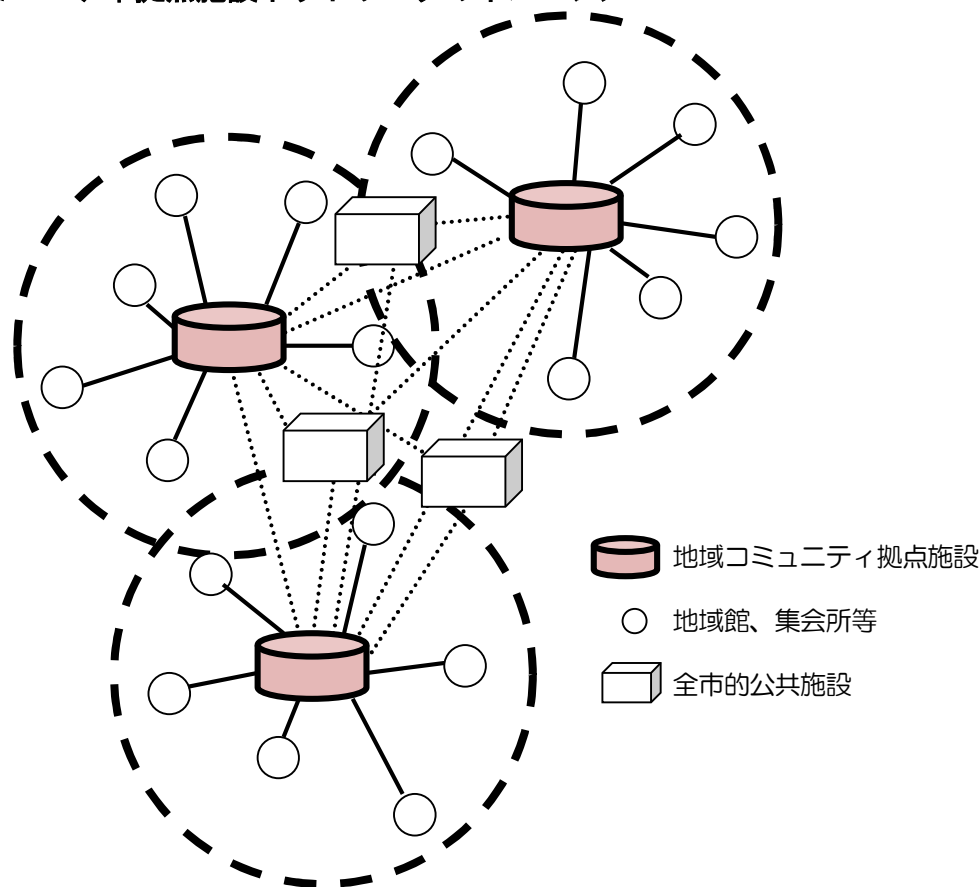 地域コミュニティ拠点施設
地域館、集会所等
全市的公共施設